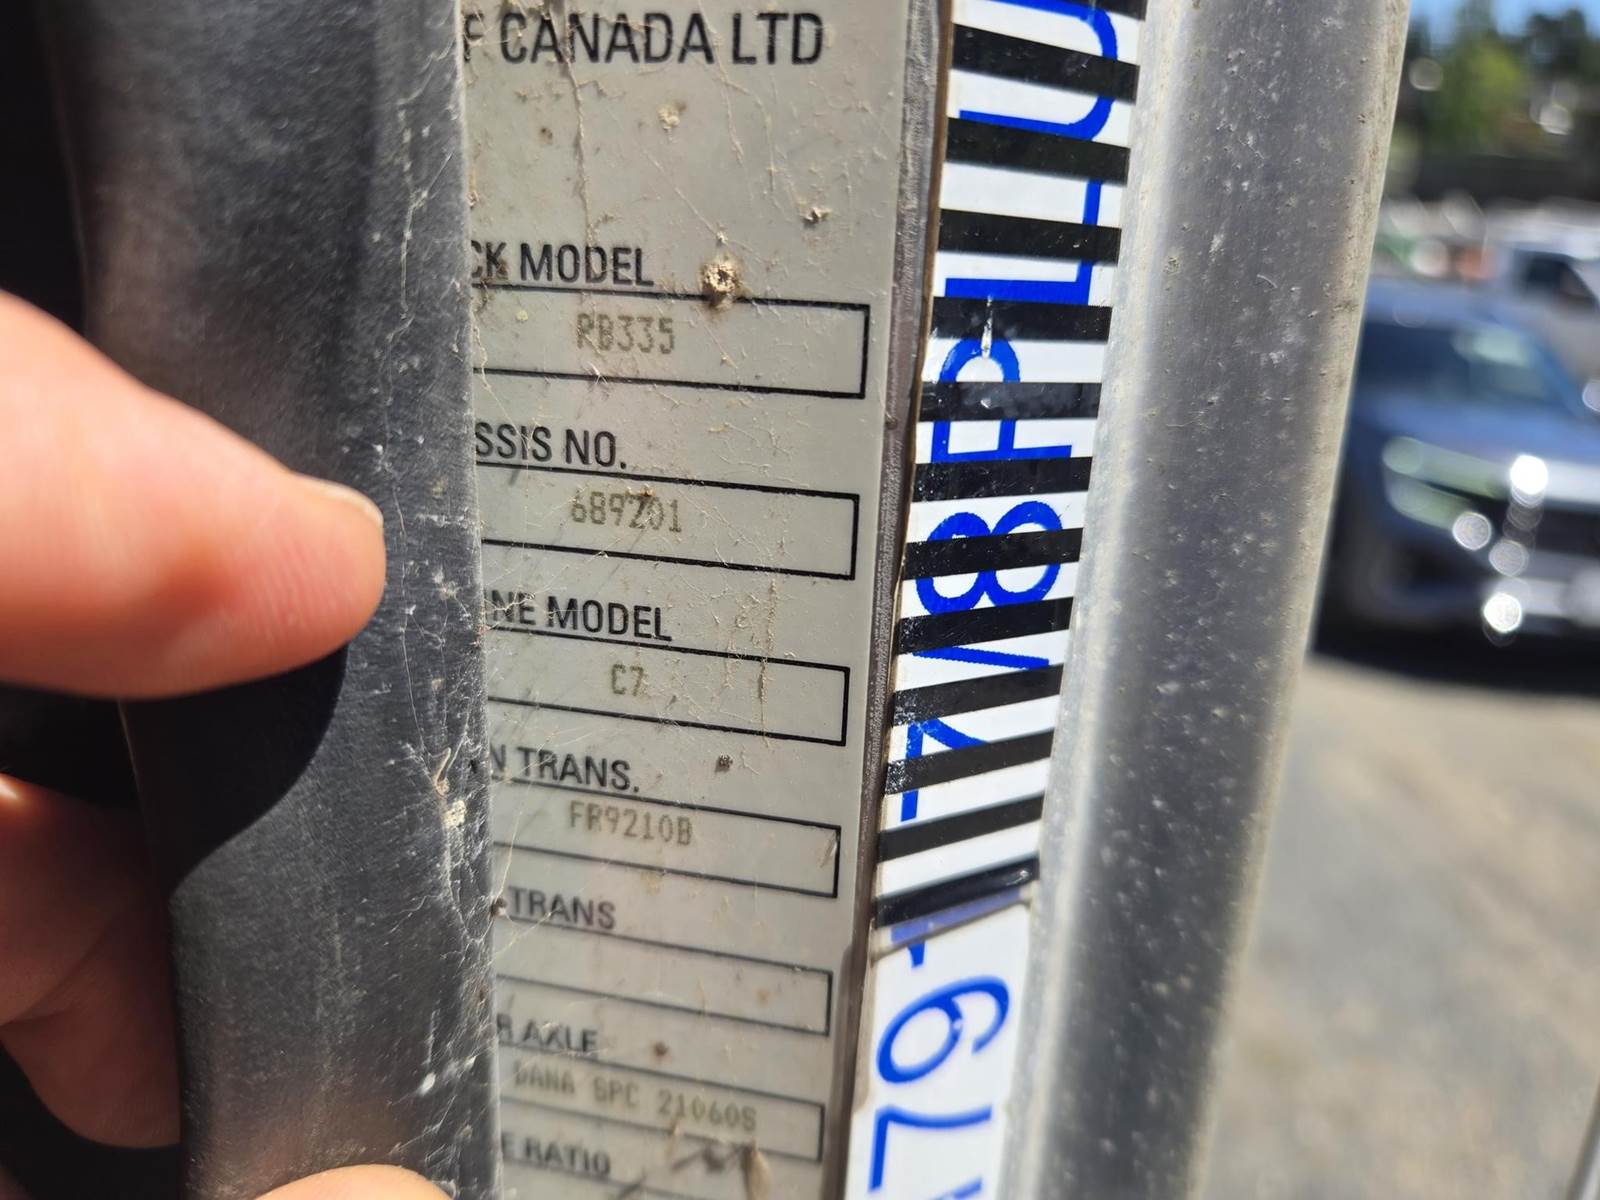 F CANADA LTD
CK MODEL
RB335
SSIS NO.
689201
NE MODEL
C7
N TRANS.
FR9210B
TRANS
R AXLE
DANA SPC 21060S
E RATIO